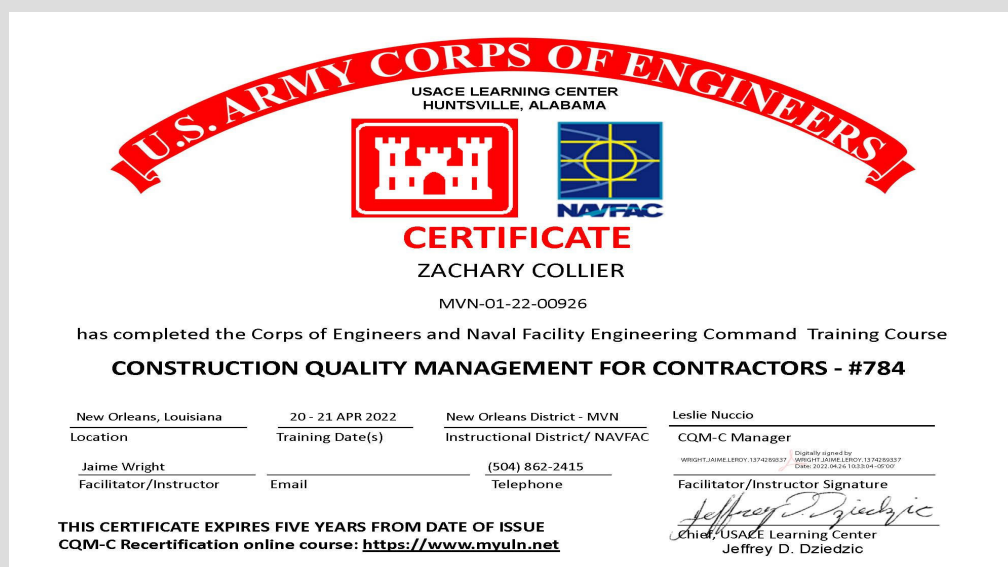 U.S. ARMY CORPS OF ENGINEERS
USACE LEARNING CENTER
HUNTSVILLE, ALABAMA
NAVFAC
CERTIFICATE
ZACHARY COLLIER
MVN-01-22-00926
has completed the Corps of Engineers and Naval Facility Engineering Command Training Course
CONSTRUCTION QUALITY MANAGEMENT FOR CONTRACTORS - #784
New Orleans, Louisiana 20 - 21 APR 2022 New Orleans District - MVN Leslie Nuccio
Location Training Date(s) Instructional District/ NAVFAC CQM-C Manager
WRIGHT.JAIME.LEROY.1374289337 Digitally signed by
WRIGHT.JAIME.LEROY.1374289337
Date: 2022.04.26 10:33:04 -05'00'
Jaime Wright (504) 862-2415
Facilitator/Instructor Email Telephone Facilitator/Instructor Signature
Jeffrey D. Dziedzic
THIS CERTIFICATE EXPIRES FIVE YEARS FROM DATE OF ISSUE
Chief, USACE Learning Center
CQM-C Recertification online course: https://www.myuln.net
Jeffrey D. Dziedzic